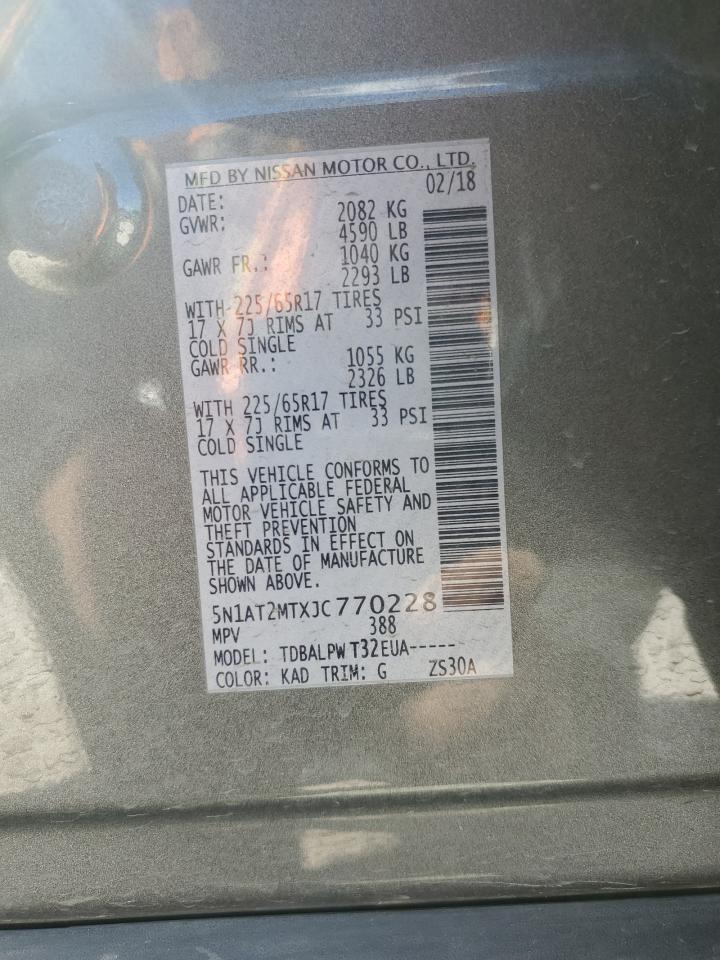 MFD BY NISSAN MOTOR CO., LTD.
DATE: 02/18
GVWR: 2082 KG
4590 LB
GAWR FR.: 1040 KG
2293 LB
WITH 225/65R17 TIRES
17 X 7J RIMS AT 33 PSI
COLD SINGLE
GAWR RR.: 1055 KG
2326 LB
WITH 225/65R17 TIRES
17 X 7J RIMS AT 33 PSI
COLD SINGLE
THIS VEHICLE CONFORMS TO
ALL APPLICABLE FEDERAL
MOTOR VEHICLE SAFETY AND
THEFT PREVENTION
STANDARDS IN EFFECT ON
THE DATE OF MANUFACTURE
SHOWN ABOVE.
5N1AT2MTXJC770228
MPV 388
MODEL: TDBALPWT32EUA-----
COLOR: KAD TRIM: G ZS30A